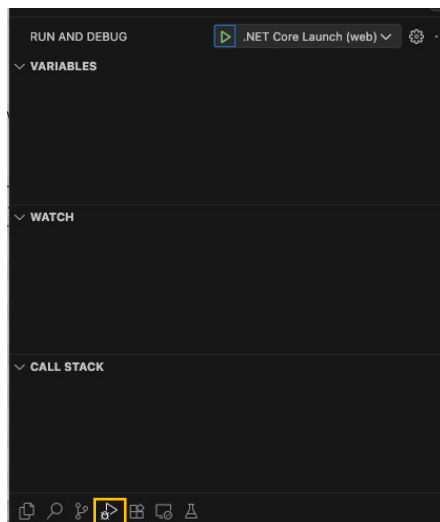 RUN AND DEBUG .NET Core Launch (web)
VARIABLES
WATCH
CALL STACK